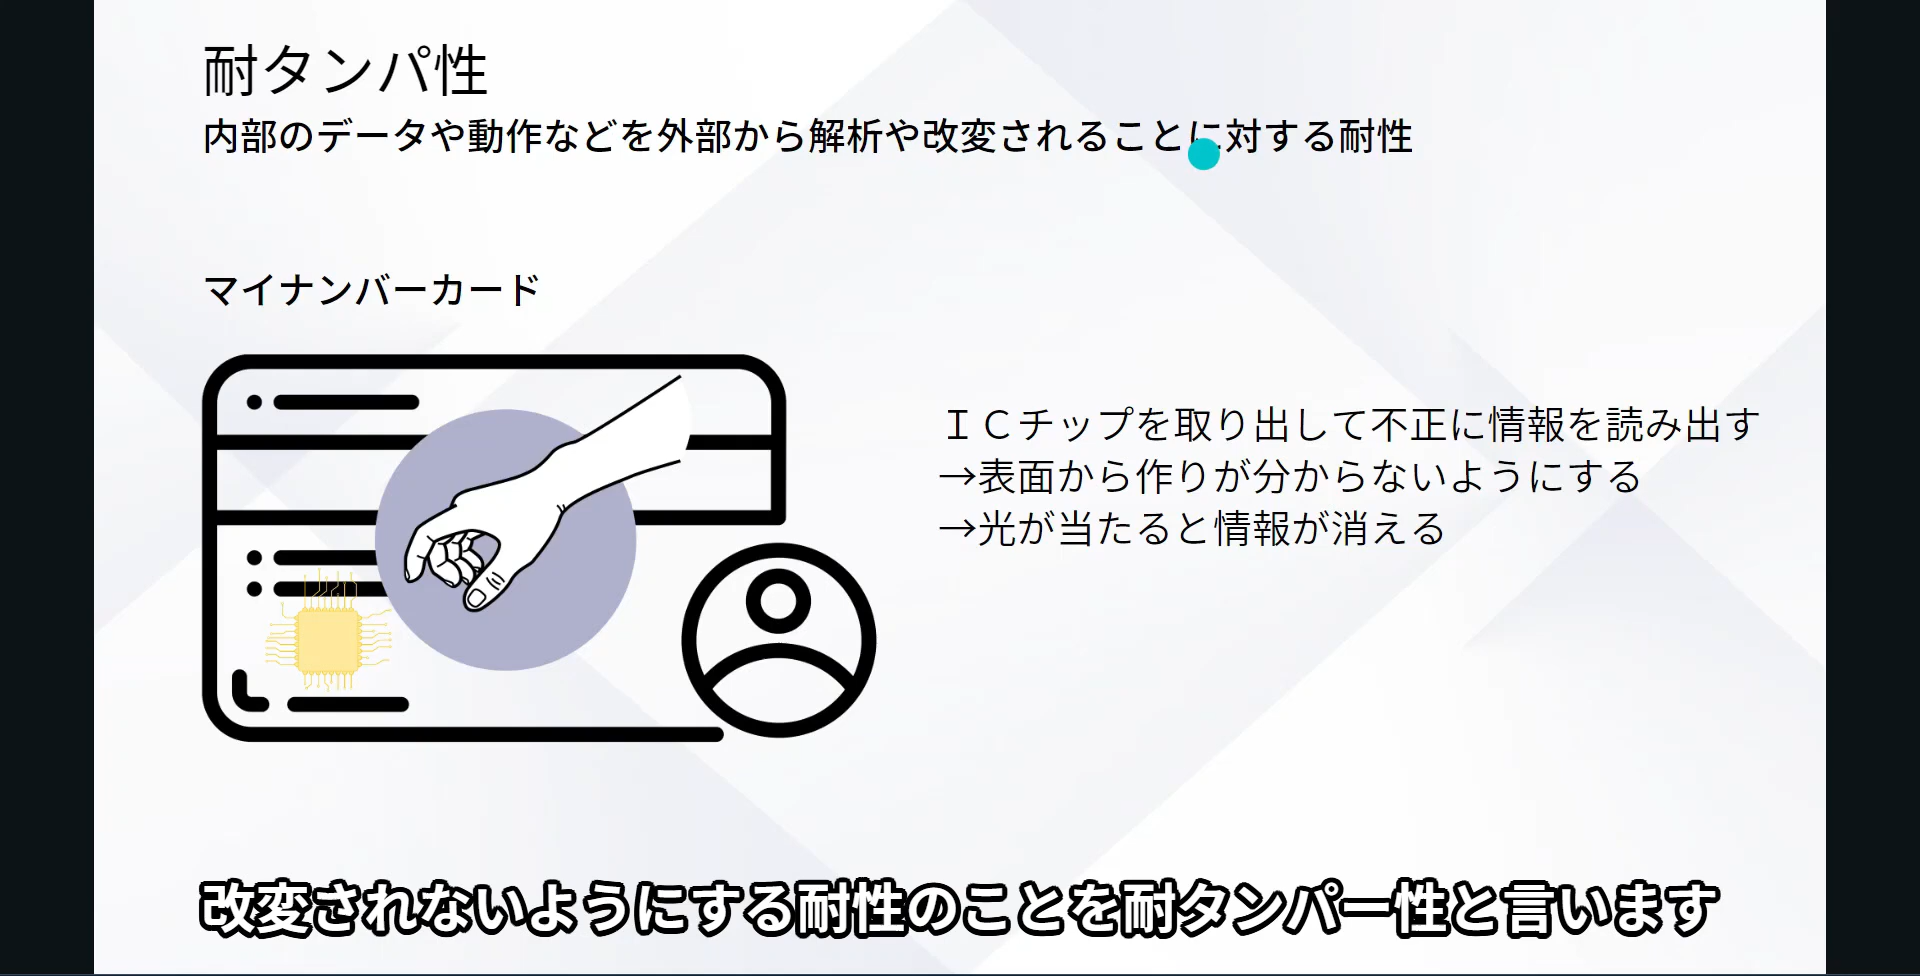 耐タンパ性
内部のデータや動作などを外部から解析や改変されることに対する耐性
マイナンバーカード
ＩＣチップを取り出して不正に情報を読み出す
→表面から作りが分からないようにする
→光が当たると情報が消える
改変されないようにする耐性のことを耐タンパー性と言います